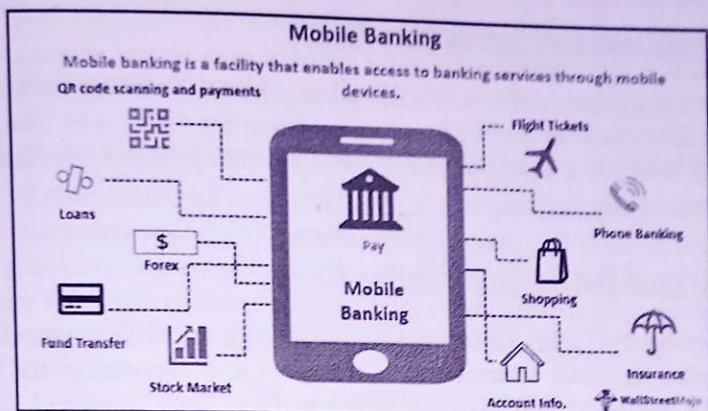 Mobile Banking
Mobile banking is a facility that enables access to banking services through mobile
devices.
QR code scanning and payments
Flight Tickets
Loans
Phone Banking
Pay
Forex
Shopping
Mobile
Banking
Fund Transfer
Insurance
Stock Market
Account Info.
WallStreetMojo
$